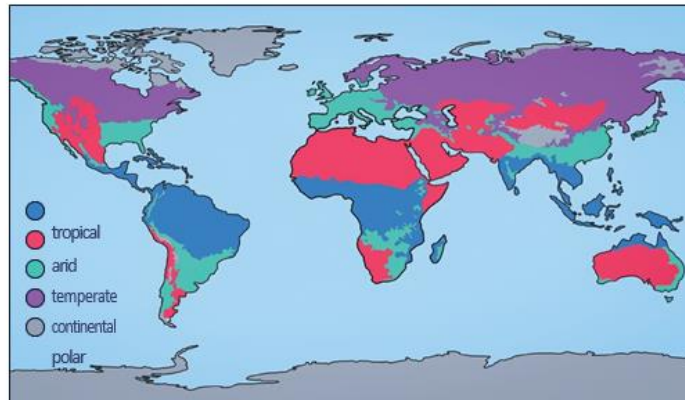 tropical
arid
temperate
continental
polar